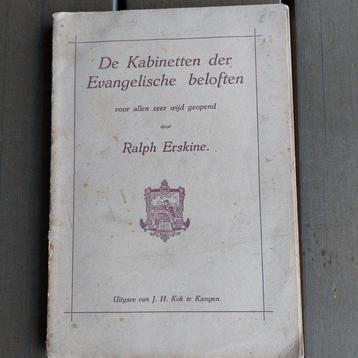 De Kabinetten der
Evangelische beloften
voor allen zeer wijd geopend
door
Ralph Erskine.
Uitgave van J. H. Kok te Kampen.